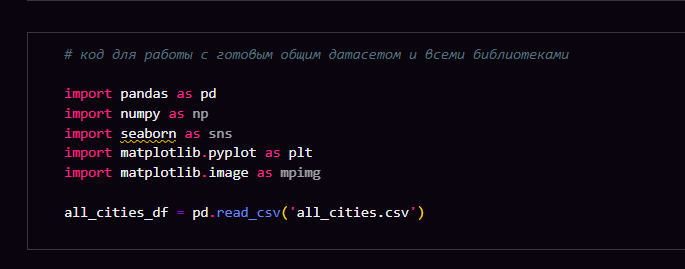 # код для работы с готовым общим датасетом и всеми библиотеками
import pandas as pd
import numpy as np
import seaborn as sns
import matplotlib.pyplot as plt
import matplotlib.image as mpimg
all_cities_df = pd.read_csv('all_cities.csv')